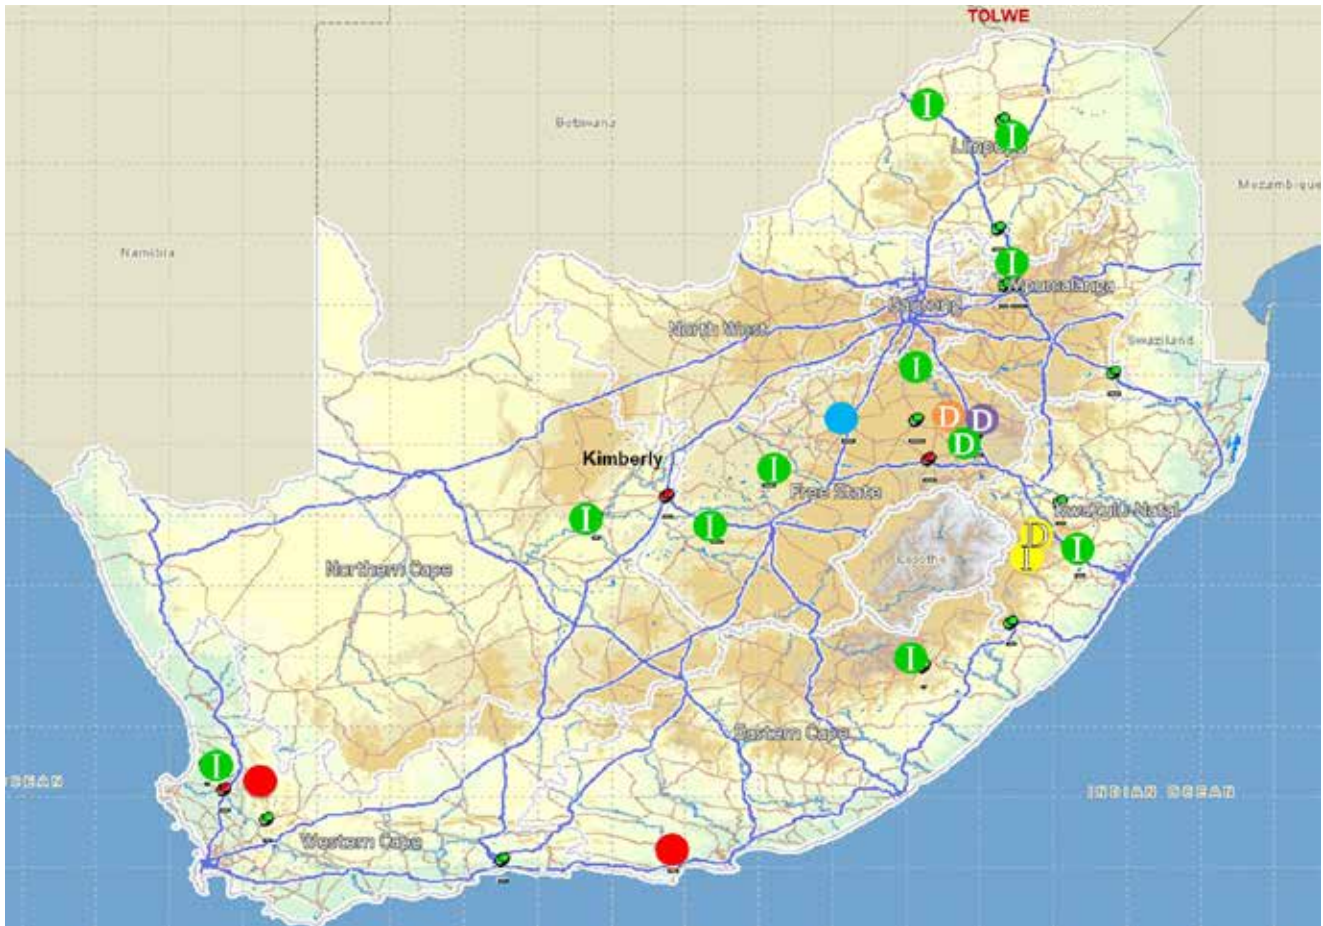 TOLWE
I
Botswana
I
Limpopo
Mozambique
Namibia
I
Mpumalanga
Gauteng
North West
Swaziland
I
D
D
D
Kimberly
I
Free State
I
I
KwaZulu-Natal
D
I
I
Lesotho
Northern Cape
I
Eastern Cape
I
INDIAN OCEAN
Western Cape